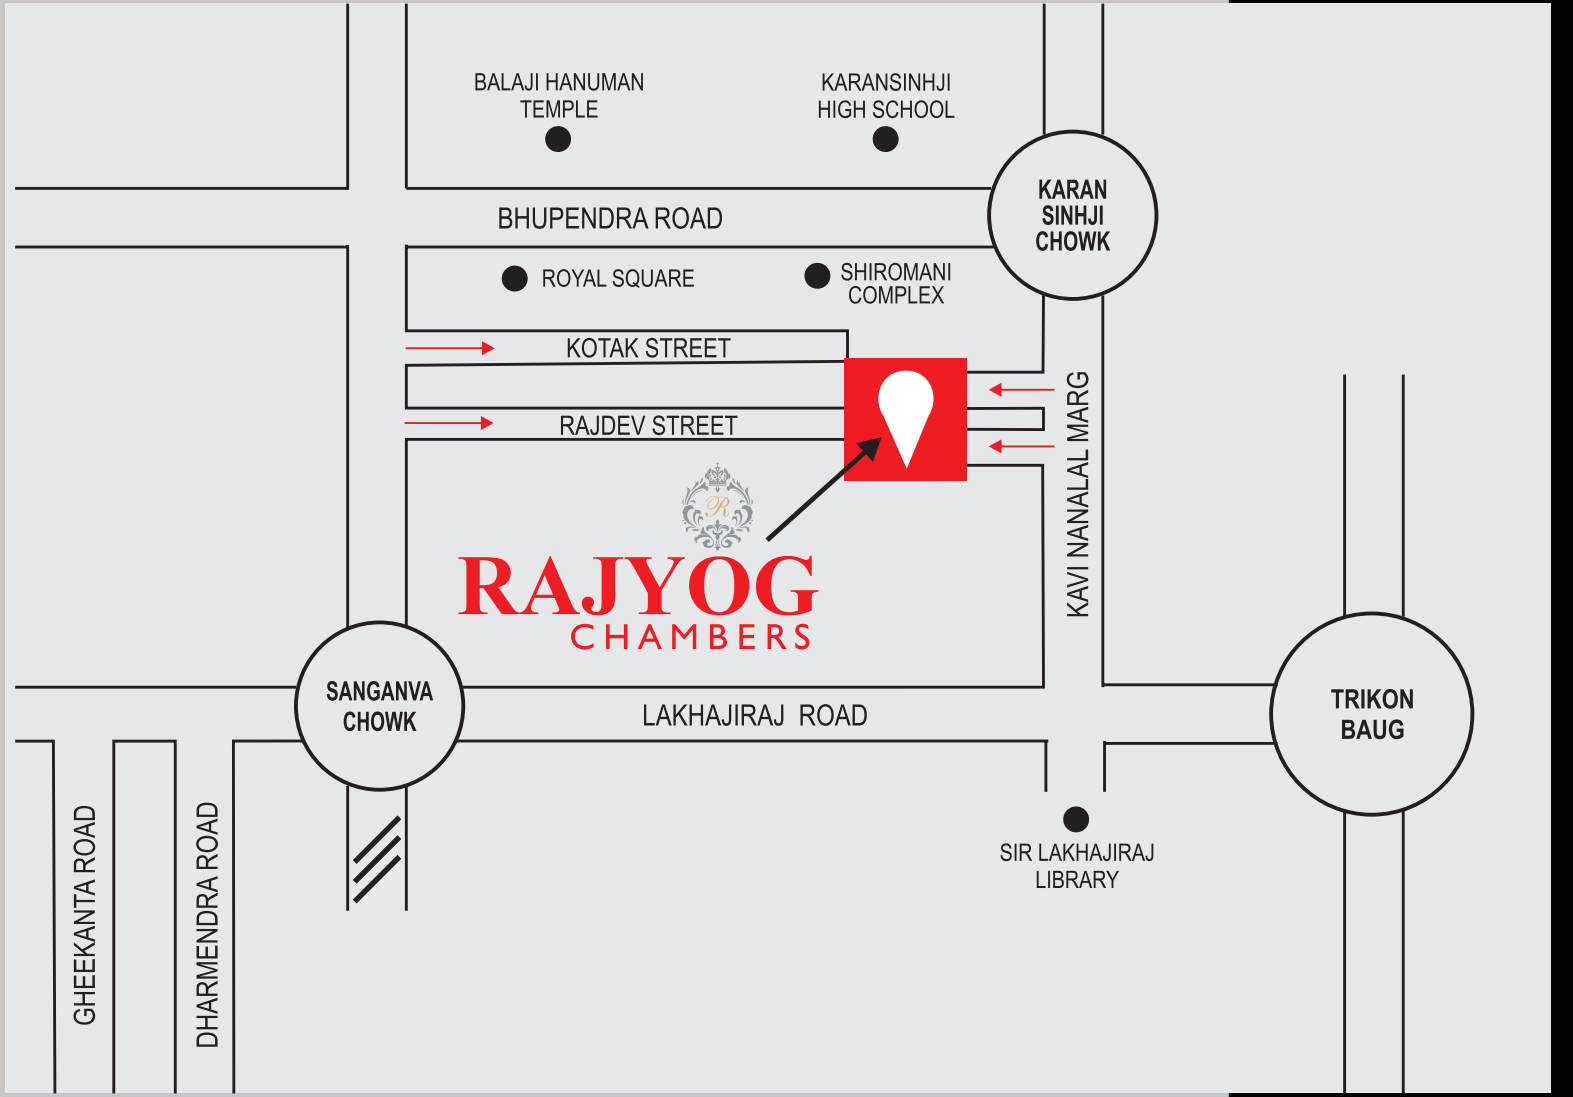 BALAJI HANUMAN
TEMPLE
KARANSINHJI
HIGH SCHOOL
KARAN
SINHJI
CHOWK
BHUPENDRA ROAD
ROYAL SQUARE
SHIROMANI
COMPLEX
KOTAK STREET
RAJDEV STREET
KAVI NANALAL MARG
R
RAJYOG
CHAMBERS
SANGANVA
CHOWK
LAKHAJIRAJ ROAD
TRIKON
BAUG
GHEEKANTA ROAD
DHARMENDRA ROAD
SIR LAKHAJIRAJ
LIBRARY